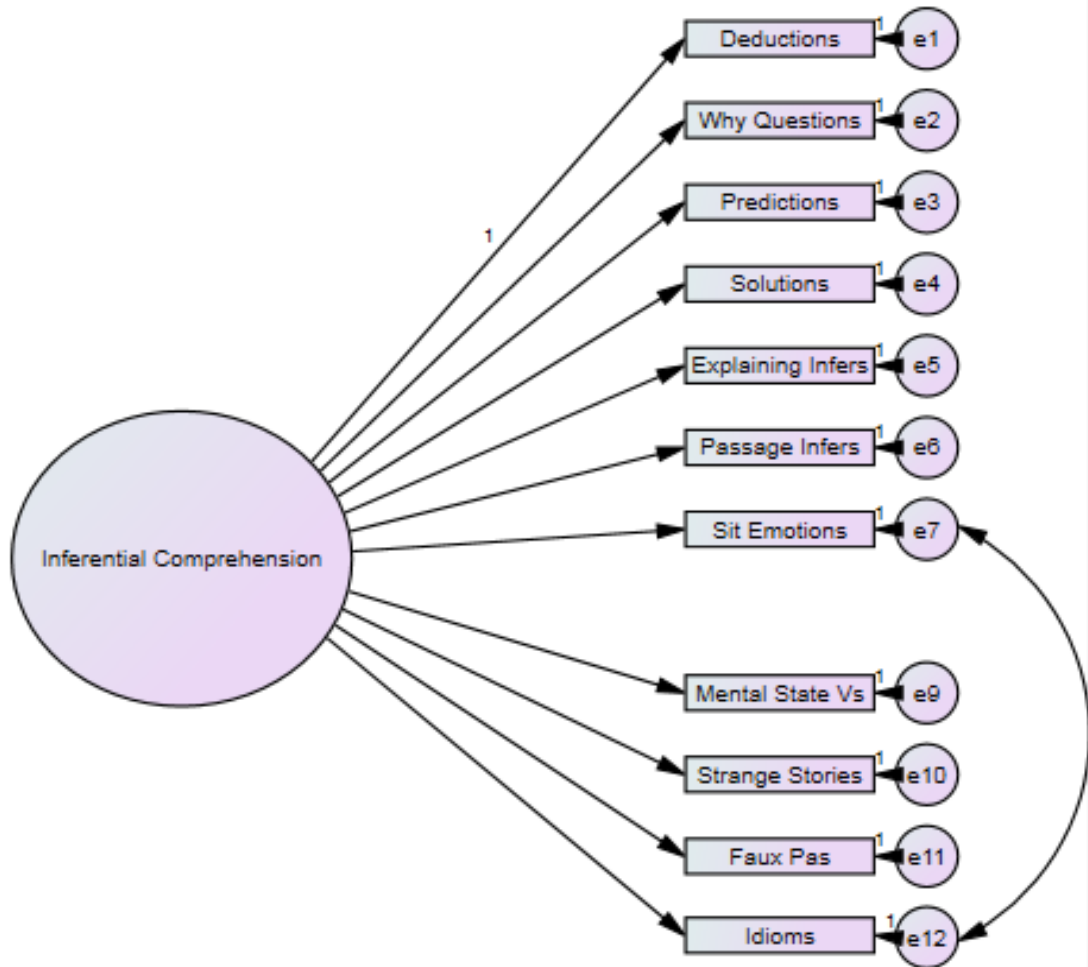 1
Deductions
e1
1
Why Questions
e2
1
Predictions
e3
1
1
Solutions
e4
1
Explaining Infers
e5
1
Passage Infers
e6
1
Sit Emotions
e7
Inferential Comprehension
1
Mental State Vs
e9
1
Strange Stories
e10
1
Faux Pas
e11
1
Idioms
e12